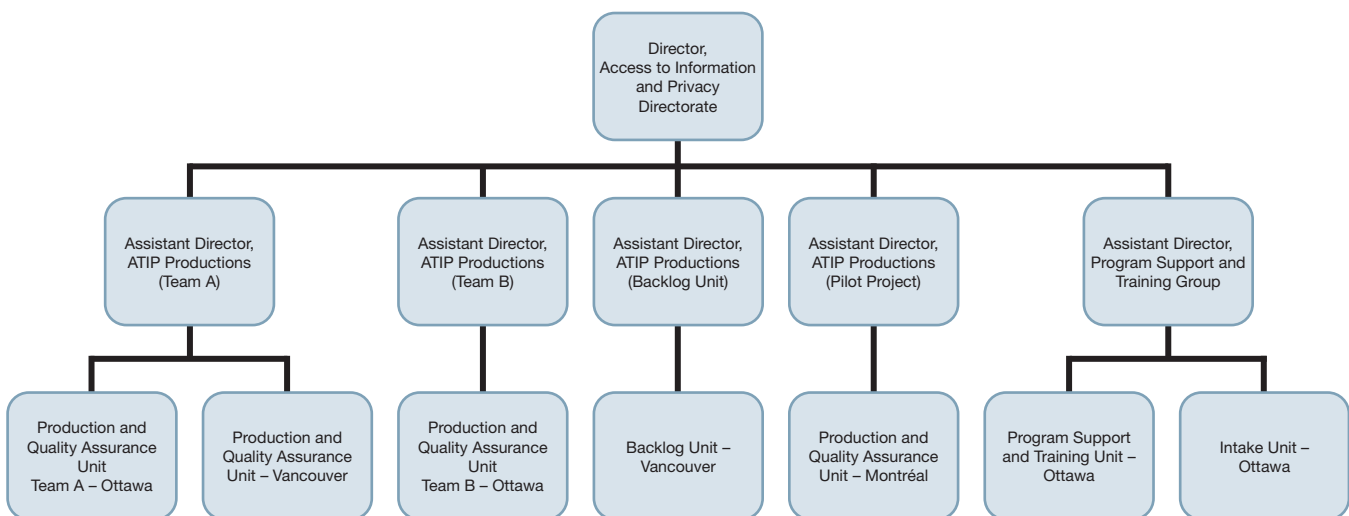 Director,
Access to Information
and Privacy
Directorate
Assistant Director,
ATIP Productions
(Team A)
Assistant Director,
ATIP Productions
(Team B)
Assistant Director,
ATIP Productions
(Backlog Unit)
Assistant Director,
ATIP Productions
(Pilot Project)
Assistant Director,
Program Support and
Training Group
Production and
Quality Assurance
Unit
Team A – Ottawa
Production and
Quality Assurance
Unit – Vancouver
Production and
Quality Assurance
Unit
Team B – Ottawa
Backlog Unit –
Vancouver
Production and
Quality Assurance
Unit – Montréal
Program Support
and Training Unit –
Ottawa
Intake Unit –
Ottawa